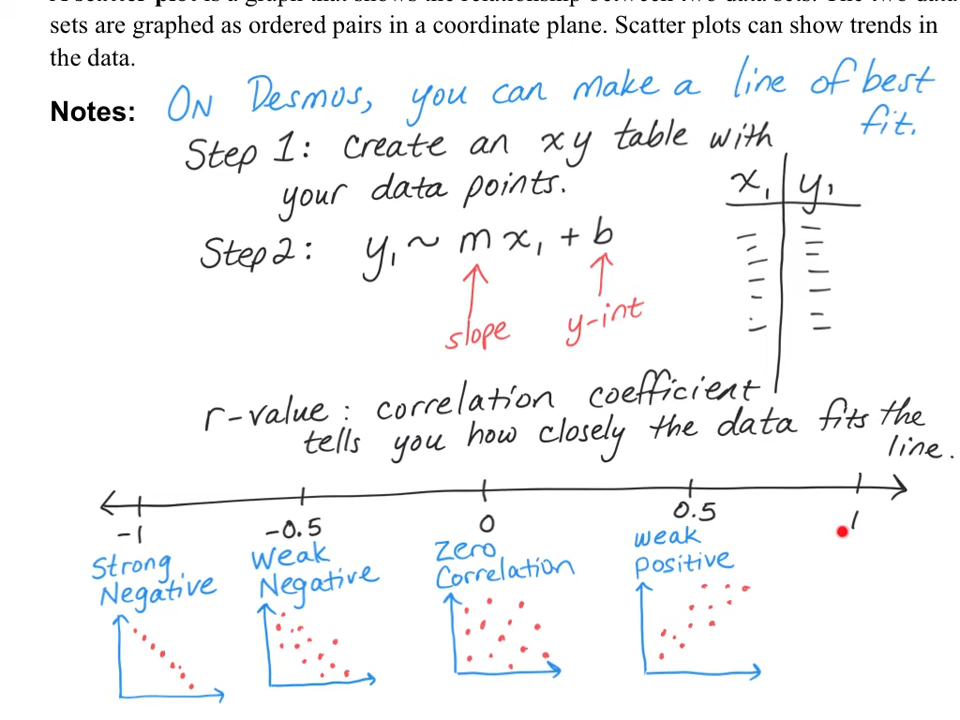 sets are graphed as ordered pairs in a coordinate plane. Scatter plots can show trends in
the data.
Notes: ON Desmos, you can make a line of best
fit.
Step 1: Create an xy table with
your data points.
x₁ y₁
Step 2: y₁ ~ mx₁ + b
slope y-int
r-value: correlation coefficient
tells you how closely the data fits the
line.
-1 -0.5 0 0.5 1
Strong Negative
Weak Negative
Zero Correlation
weak positive